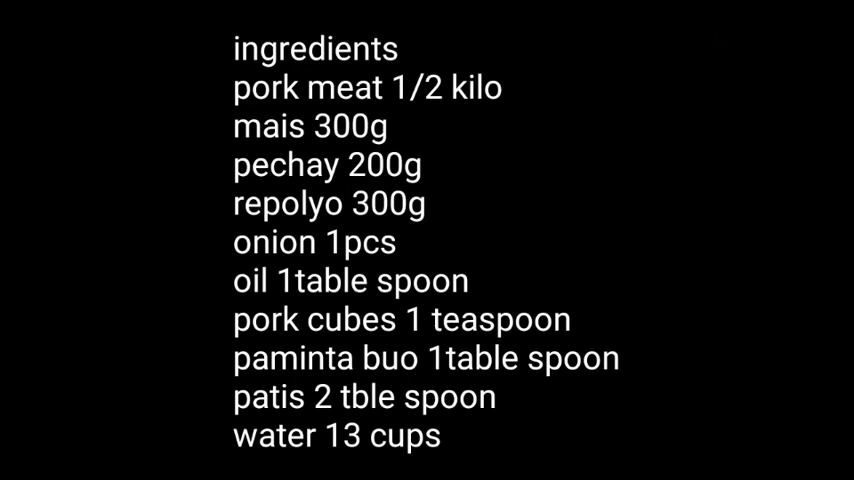 ingredients
pork meat 1/2 kilo
mais 300g
pechay 200g
repolyo 300g
onion 1pcs
oil 1table spoon
pork cubes 1 teaspoon
paminta buo 1table spoon
patis 2 tble spoon
water 13 cups